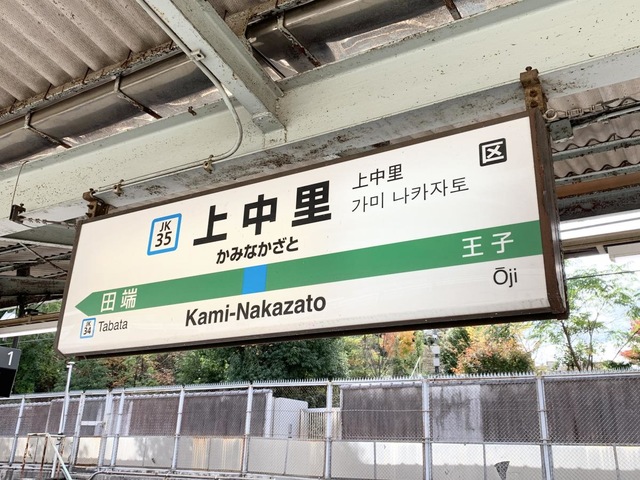 JK
35
上中里
かみなかざと
上中里
가미 나카자토
区
田端
王子
JK
34
Tabata
Kami-Nakazato
Ōji
1